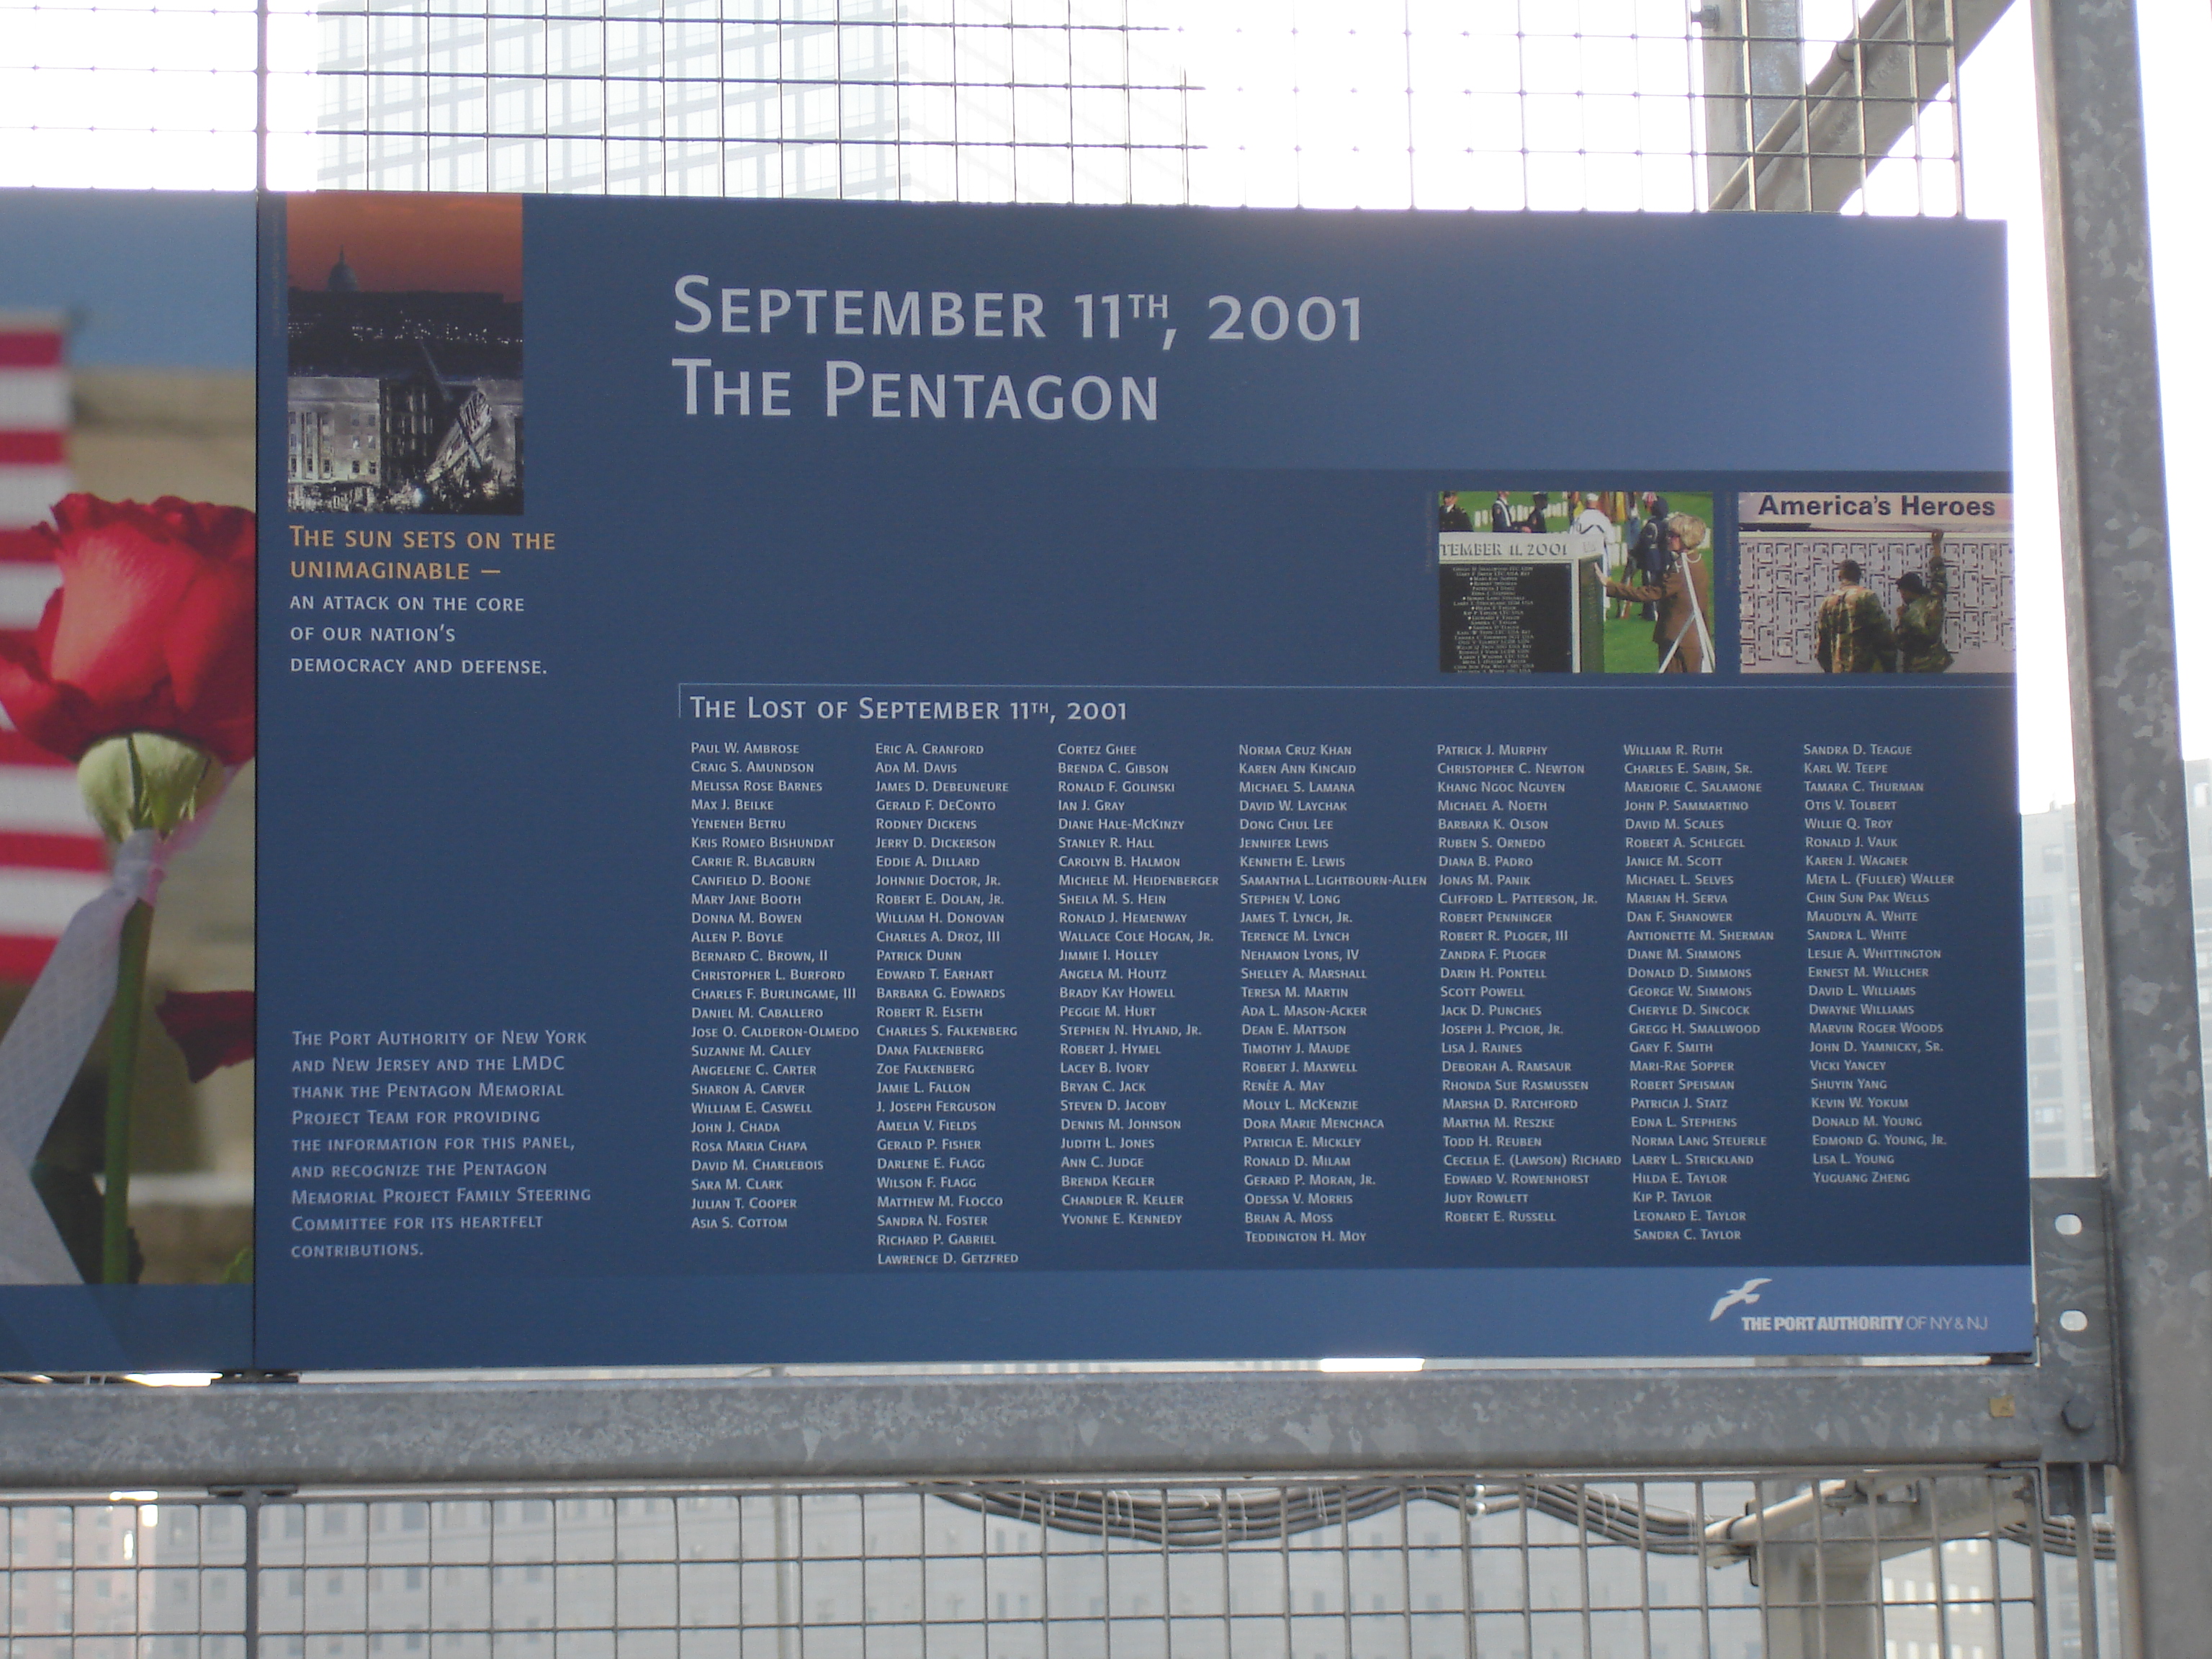 September 11th, 2001
The Pentagon
The sun sets on the
unimaginable —
an attack on the core
of our nation's
democracy and defense.
TEMBER 11, 2001
America's Heroes
The Lost of September 11th, 2001
Paul W. Ambrose
Craig S. Amundson
Melissa Rose Barnes
Max J. Beilke
Yeneneh Betru
Kris Romeo Bishundat
Carrie R. Blagburn
Canfield D. Boone
Mary Jane Booth
Donna M. Bowen
Allen P. Boyle
Bernard C. Brown, II
Christopher L. Burford
Charles F. Burlingame, III
Daniel M. Caballero
Jose O. Calderon-Olmedo
Suzanne M. Calley
Angelene C. Carter
Sharon A. Carver
William E. Caswell
John J. Chada
Rosa Maria Chapa
David M. Charlebois
Sara M. Clark
Julian T. Cooper
Asia S. Cottom
Eric A. Cranford
Ada M. Davis
James D. Debeuneure
Gerald F. DeConto
Rodney Dickens
Jerry D. Dickerson
Eddie A. Dillard
Johnnie Doctor, Jr.
Robert E. Dolan, Jr.
William H. Donovan
Charles A. Droz, III
Patrick Dunn
Edward T. Earhart
Barbara G. Edwards
Robert R. Elseth
Charles S. Falkenberg
Dana Falkenberg
Zoe Falkenberg
Jamie L. Fallon
J. Joseph Ferguson
Amelia V. Fields
Gerald P. Fisher
Darlene E. Flagg
Wilson F. Flagg
Matthew M. Flocco
Sandra N. Foster
Richard P. Gabriel
Lawrence D. Getzfred
Cortez Ghee
Brenda C. Gibson
Ronald F. Golinski
Ian J. Gray
Diane Hale-McKinzy
Stanley R. Hall
Carolyn B. Halmon
Michele M. Heidenberger
Sheila M. S. Hein
Ronald J. Hemenway
Wallace Cole Hogan, Jr.
Jimmie I. Holley
Angela M. Houtz
Brady Kay Howell
Peggie M. Hurt
Stephen N. Hyland, Jr.
Robert J. Hymel
Lacey B. Ivory
Bryan C. Jack
Steven D. Jacoby
Dennis M. Johnson
Judith L. Jones
Ann C. Judge
Brenda Kegler
Chandler R. Keller
Yvonne E. Kennedy
Norma Cruz Khan
Karen Ann Kincaid
Michael S. Lamana
David W. Laychak
Dong Chul Lee
Jennifer Lewis
Kenneth E. Lewis
Samantha L. Lightbourn-Allen
Stephen V. Long
James T. Lynch, Jr.
Terence M. Lynch
Nehamon Lyons, IV
Shelley A. Marshall
Teresa M. Martin
Ada L. Mason-Acker
Dean E. Mattson
Timothy J. Maude
Robert J. Maxwell
Renée A. May
Molly L. McKenzie
Dora Marie Menchaca
Patricia E. Mickley
Ronald D. Milam
Gerard P. Moran, Jr.
Odessa V. Morris
Brian A. Moss
Teddington H. Moy
Patrick J. Murphy
Christopher C. Newton
Khang Ngoc Nguyen
Michael A. Noeth
Barbara K. Olson
Ruben S. Ornedo
Diana B. Padro
Jonas M. Panik
Clifford L. Patterson, Jr.
Robert Penninger
Robert R. Ploger, III
Zandra F. Ploger
Darin H. Pontell
Scott Powell
Jack D. Punches
Joseph J. Pycior, Jr.
Lisa J. Raines
Deborah A. Ramsaur
Rhonda Sue Rasmussen
Marsha D. Ratchford
Martha M. Reszke
Todd H. Reuben
Cecelia E. (Lawson) Richard
Edward V. Rowenhorst
Judy Rowlett
Robert E. Russell
William R. Ruth
Charles E. Sabin, Sr.
Marjorie C. Salamone
John P. Sammartino
David M. Scales
Robert A. Schlegel
Janice M. Scott
Michael L. Selves
Marian H. Serva
Dan F. Shanower
Antionette M. Sherman
Diane M. Simmons
Donald D. Simmons
George W. Simmons
Cheryle D. Sincock
Gregg H. Smallwood
Gary F. Smith
Mari-Rae Sopper
Robert Speisman
Patricia J. Statz
Edna L. Stephens
Norma Lang Steuerle
Larry L. Strickland
Hilda E. Taylor
Kip P. Taylor
Leonard E. Taylor
Sandra C. Taylor
Sandra D. Teague
Karl W. Teepe
Tamara C. Thurman
Otis V. Tolbert
Willie Q. Troy
Ronald J. Vauk
Karen J. Wagner
Meta L. (Fuller) Waller
Chin Sun Pak Wells
Maudlyn A. White
Sandra L. White
Leslie A. Whittington
Ernest M. Willcher
David L. Williams
Dwayne Williams
Marvin Roger Woods
John D. Yamnicky, Sr.
Vicki Yancey
Shuyin Yang
Kevin W. Yokum
Donald M. Young
Edmond G. Young, Jr.
Lisa L. Young
Yuguang Zheng
The Port Authority of New York
and New Jersey and the LMDC
thank the Pentagon Memorial
Project Team for providing
the information for this panel,
and recognize the Pentagon
Memorial Project Family Steering
Committee for its heartfelt
contributions.
THE PORT AUTHORITY OF NY & NJ